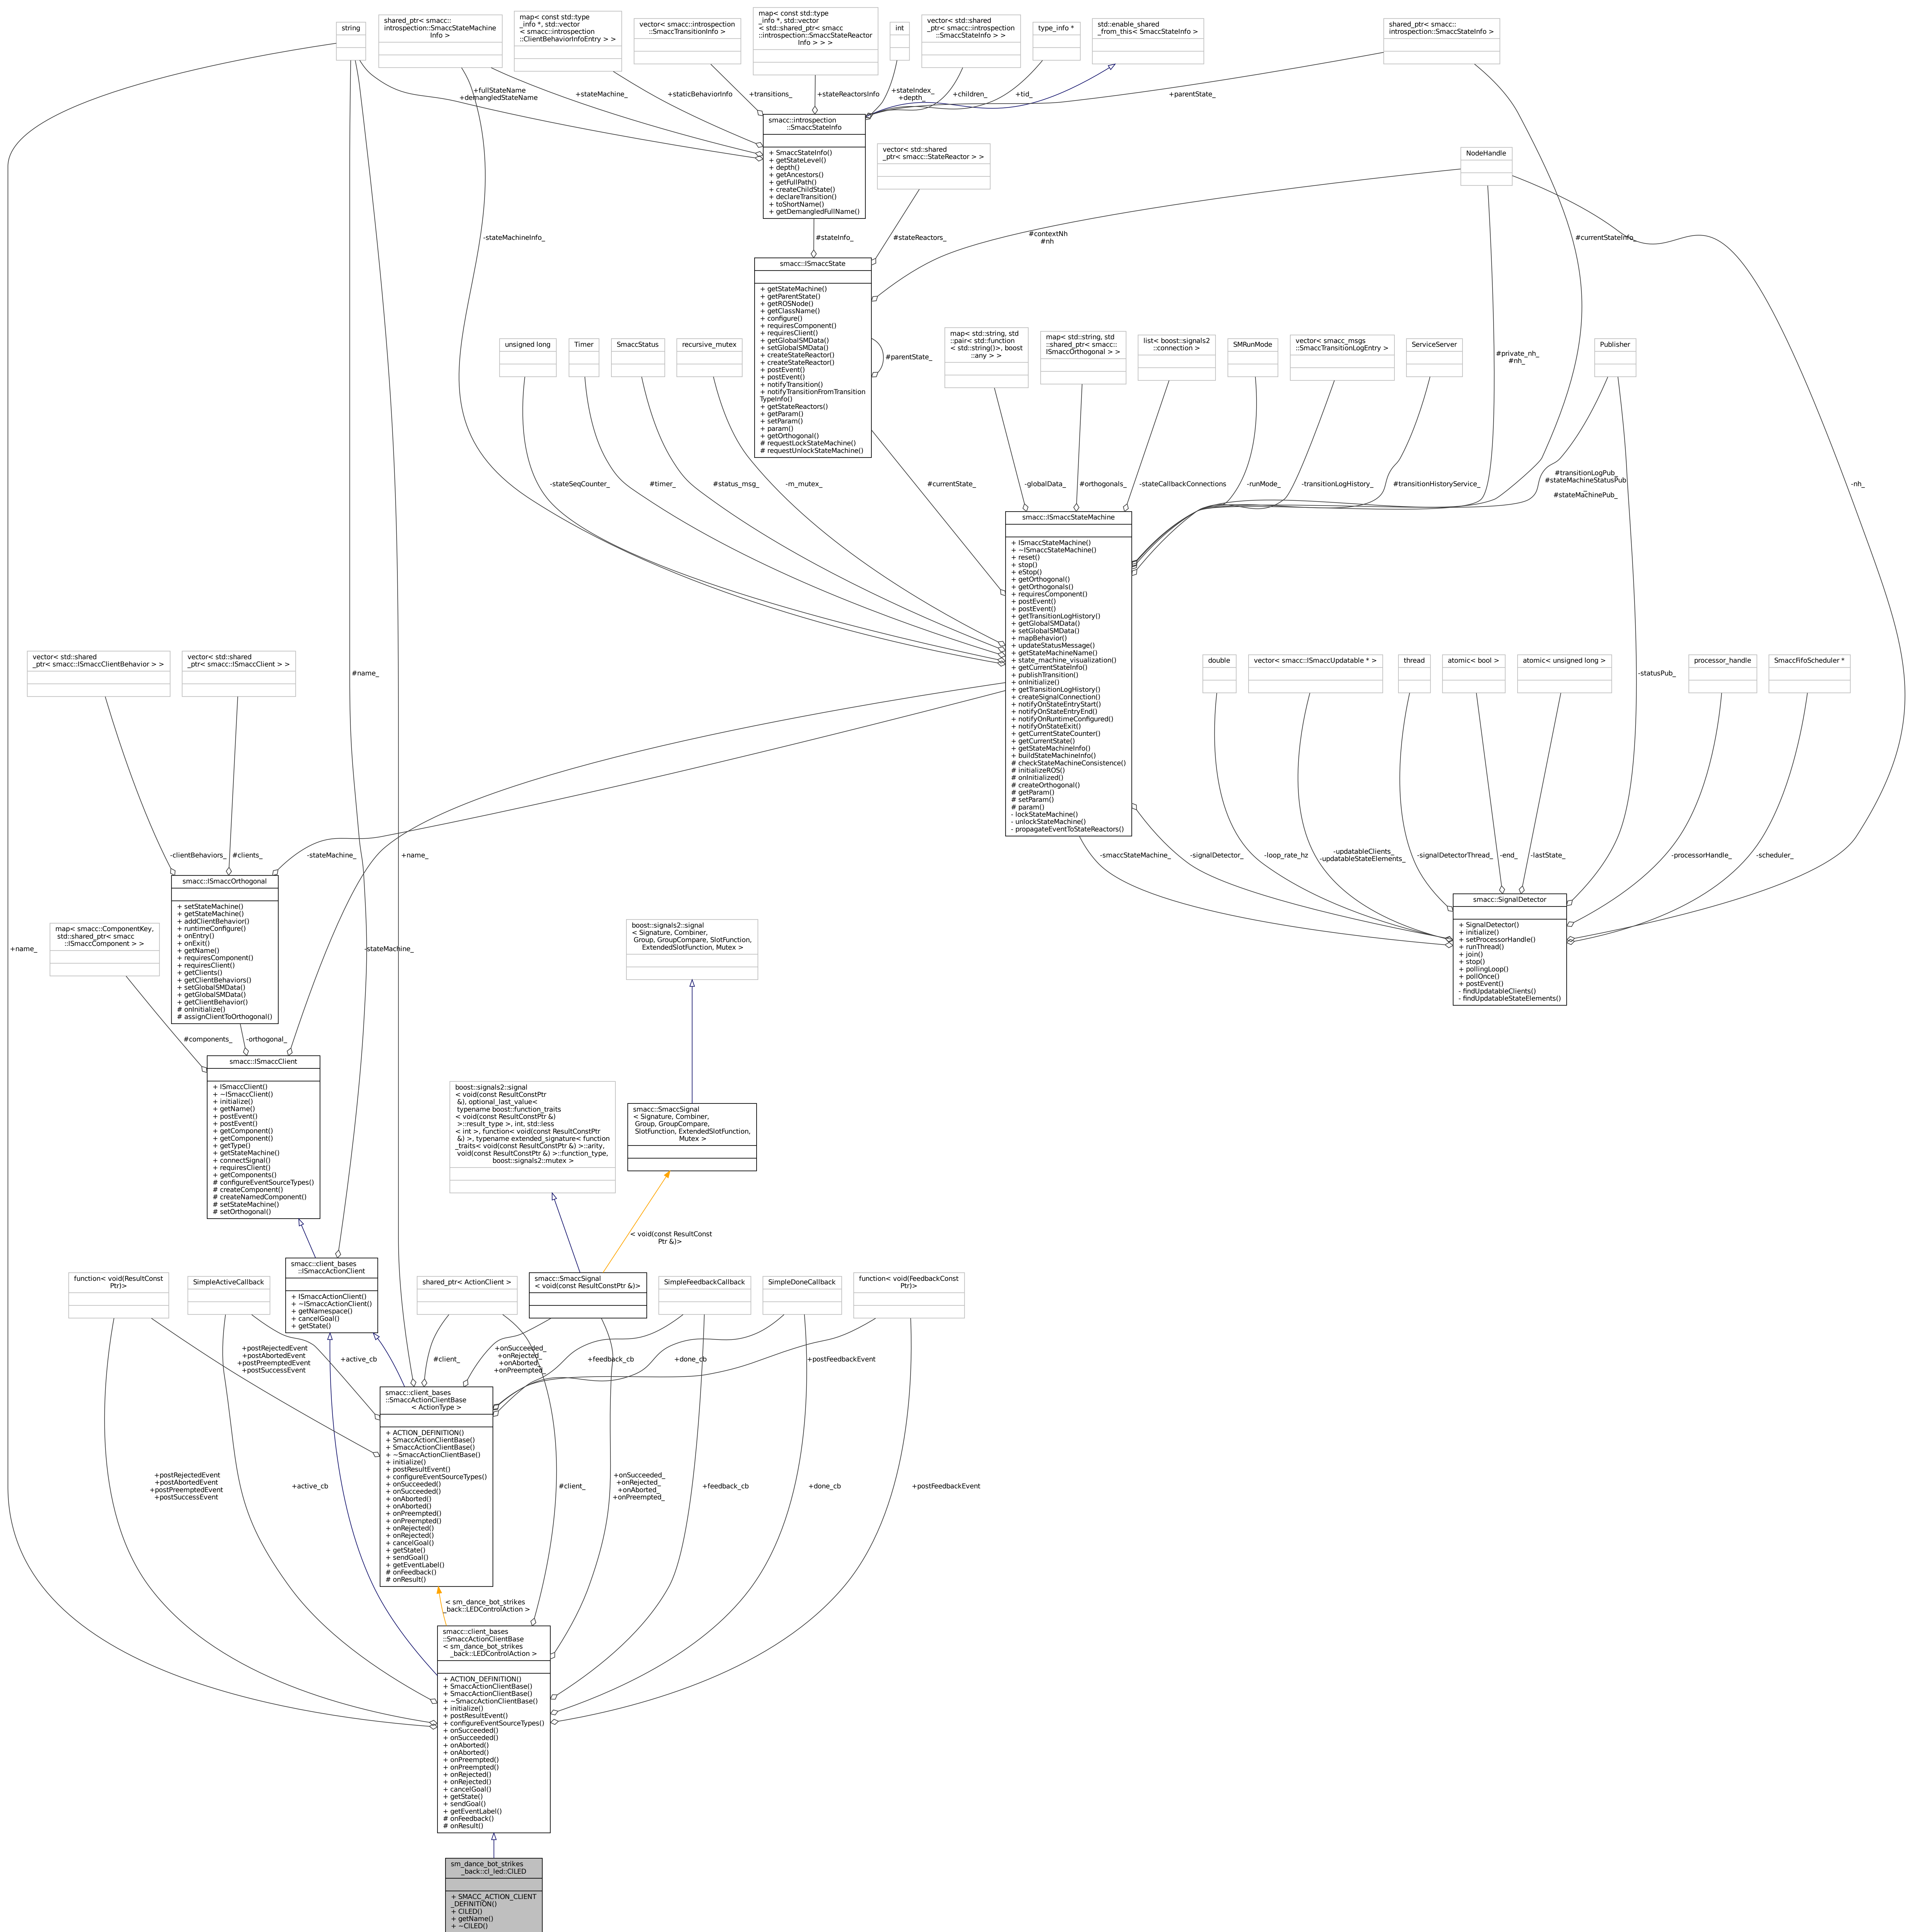 string
shared_ptr< smacc::
introspection::SmaccStateMachine
Info >
map< const std::type
_info *, std::vector
< smacc::introspection
::ClientBehaviorInfoEntry > >
vector< smacc::introspection
::SmaccTransitionInfo >
map< const std::type
_info *, std::vector
< std::shared_ptr< smacc
::introspection::SmaccStateReactor
Info > > >
int
vector< std::shared
_ptr< smacc::introspection
::SmaccStateInfo > >
type_info *
std::enable_shared
_from_this< SmaccStateInfo >
shared_ptr< smacc::
introspection::SmaccStateInfo >
+fullStateName
+demangledStateName
+stateMachine_
+staticBehaviorInfo
+transitions_
+stateReactorsInfo
+stateIndex_
+depth_
+children_
+tid_
+parentState_
smacc::introspection
::SmaccStateInfo
+ SmaccStateInfo()
+ getStateLevel()
+ depth()
+ getAncestors()
+ getFullPath()
+ createChildState()
+ declareTransition()
+ toShortName()
+ getDemangledFullName()
vector< std::shared
_ptr< smacc::StateReactor > >
NodeHandle
-stateMachineInfo_
#stateInfo_
#stateReactors_
#contextNh
#nh
#currentStateInfo_
smacc::ISmaccState
+ getStateMachine()
+ getParentState()
+ getROSNode()
+ getClassName()
+ configure()
+ requiresComponent()
+ requiresClient()
+ getGlobalSMData()
+ setGlobalSMData()
+ createStateReactor()
+ createStateReactor()
+ postEvent()
+ postEvent()
+ notifyTransition()
+ notifyTransitionFromTransition
TypeInfo()
+ getStateReactors()
+ getParam()
+ setParam()
+ param()
+ getOrthogonal()
# requestLockStateMachine()
# requestUnlockStateMachine()
#parentState_
unsigned long
Timer
SmaccStatus
recursive_mutex
map< std::string, std
::pair< std::function
< std::string()>, boost
::any > >
map< std::string, std
::shared_ptr< smacc::
ISmaccOrthogonal > >
list< boost::signals2
::connection >
SMRunMode
vector< smacc_msgs
::SmaccTransitionLogEntry >
ServiceServer
#private_nh_
#nh_
Publisher
-stateSeqCounter_
#timer_
#status_msg_
-m_mutex_
#currentState_
-globalData_
#orthogonals_
-stateCallbackConnections
-runMode_
-transitionLogHistory_
#transitionHistoryService_
#transitionLogPub_
#stateMachineStatusPub
_
#stateMachinePub_
-nh_
smacc::ISmaccStateMachine
+ ISmaccStateMachine()
+ ~ISmaccStateMachine()
+ reset()
+ stop()
+ eStop()
+ getOrthogonal()
+ getOrthogonals()
+ requiresComponent()
+ postEvent()
+ postEvent()
+ getTransitionLogHistory()
+ getGlobalSMData()
+ setGlobalSMData()
+ mapBehavior()
+ updateStatusMessage()
+ getStateMachineName()
+ state_machine_visualization()
+ getCurrentStateInfo()
+ publishTransition()
+ onInitialize()
+ getTransitionLogHistory()
+ createSignalConnection()
+ notifyOnStateEntryStart()
+ notifyOnStateEntryEnd()
+ notifyOnRuntimeConfigured()
+ notifyOnStateExit()
+ getCurrentStateCounter()
+ getCurrentState()
+ getStateMachineInfo()
+ buildStateMachineInfo()
# checkStateMachineConsistence()
# initializeROS()
# onInitialized()
# createOrthogonal()
# getParam()
# setParam()
# param()
- lockStateMachine()
- unlockStateMachine()
- propagateEventToStateReactors()
vector< std::shared
_ptr< smacc::ISmaccClientBehavior > >
vector< std::shared
_ptr< smacc::ISmaccClient > >
#name_
double
vector< smacc::ISmaccUpdatable * >
thread
atomic< bool >
atomic< unsigned long >
-statusPub_
processor_handle
SmaccFifoScheduler *
-clientBehaviors_
#clients_
-stateMachine_
+name_
-smaccStateMachine_
-signalDetector_
-loop_rate_hz
-updatableClients_
-updatableStateElements_
-signalDetectorThread_
-end_
-lastState_
-processorHandle_
-scheduler_
smacc::ISmaccOrthogonal
+ setStateMachine()
+ getStateMachine()
+ addClientBehavior()
+ runtimeConfigure()
+ onEntry()
+ onExit()
+ getName()
+ requiresComponent()
+ requiresClient()
+ getClients()
+ getClientBehaviors()
+ setGlobalSMData()
+ getGlobalSMData()
+ getClientBehavior()
# onInitialize()
# assignClientToOrthogonal()
smacc::SignalDetector
+ SignalDetector()
+ initialize()
+ setProcessorHandle()
+ runThread()
+ join()
+ stop()
+ pollingLoop()
+ pollOnce()
+ postEvent()
- findUpdatableClients()
- findUpdatableStateElements()
map< smacc::ComponentKey,
std::shared_ptr< smacc
::ISmaccComponent > >
+name_
-stateMachine_
boost::signals2::signal
< Signature, Combiner,
Group, GroupCompare, SlotFunction,
ExtendedSlotFunction, Mutex >
#components_
-orthogonal_
smacc::ISmaccClient
+ ISmaccClient()
+ ~ISmaccClient()
+ initialize()
+ getName()
+ postEvent()
+ postEvent()
+ getComponent()
+ getComponent()
+ getType()
+ getStateMachine()
+ connectSignal()
+ requiresClient()
+ getComponents()
# configureEventSourceTypes()
# createComponent()
# createNamedComponent()
# setStateMachine()
# setOrthogonal()
boost::signals2::signal
< void(const ResultConstPtr
&), optional_last_value<
typename boost::function_traits
< void(const ResultConstPtr &)
>::result_type >, int, std::less
< int >, function< void(const ResultConstPtr
&) >, typename extended_signature< function
_traits< void(const ResultConstPtr &) >::arity,
void(const ResultConstPtr &) >::function_type,
boost::signals2::mutex >
smacc::SmaccSignal
< Signature, Combiner,
Group, GroupCompare,
SlotFunction, ExtendedSlotFunction,
Mutex >
< void(const ResultConst
Ptr &)>
smacc::client_bases
::ISmaccActionClient
+ ISmaccActionClient()
+ ~ISmaccActionClient()
+ getNamespace()
+ cancelGoal()
+ getState()
function< void(ResultConst
Ptr)>
SimpleActiveCallback
shared_ptr< ActionClient >
smacc::SmaccSignal
< void(const ResultConstPtr &)>
SimpleFeedbackCallback
SimpleDoneCallback
function< void(FeedbackConst
Ptr)>
+postRejectedEvent
+postAbortedEvent
+postPreemptedEvent
+postSuccessEvent
+active_cb
#client_
+onSucceeded_
+onRejected_
+onAborted_
+onPreempted_
+feedback_cb
+done_cb
+postFeedbackEvent
smacc::client_bases
::SmaccActionClientBase
< ActionType >
+ ACTION_DEFINITION()
+ SmaccActionClientBase()
+ SmaccActionClientBase()
+ ~SmaccActionClientBase()
+ initialize()
+ postResultEvent()
+ configureEventSourceTypes()
+ onSucceeded()
+ onSucceeded()
+ onAborted()
+ onAborted()
+ onPreempted()
+ onPreempted()
+ onRejected()
+ onRejected()
+ cancelGoal()
+ getState()
+ sendGoal()
+ getEventLabel()
# onFeedback()
# onResult()
+postRejectedEvent
+postAbortedEvent
+postPreemptedEvent
+postSuccessEvent
+active_cb
#client_
+onSucceeded_
+onRejected_
+onAborted_
+onPreempted_
+feedback_cb
+done_cb
+postFeedbackEvent
< sm_dance_bot_strikes
_back::LEDControlAction >
smacc::client_bases
::SmaccActionClientBase
< sm_dance_bot_strikes
_back::LEDControlAction >
+ ACTION_DEFINITION()
+ SmaccActionClientBase()
+ SmaccActionClientBase()
+ ~SmaccActionClientBase()
+ initialize()
+ postResultEvent()
+ configureEventSourceTypes()
+ onSucceeded()
+ onSucceeded()
+ onAborted()
+ onAborted()
+ onPreempted()
+ onPreempted()
+ onRejected()
+ onRejected()
+ cancelGoal()
+ getState()
+ sendGoal()
+ getEventLabel()
# onFeedback()
# onResult()
sm_dance_bot_strikes
_back::cl_led::ClLED
+ SMACC_ACTION_CLIENT
_DEFINITION()
+ ClLED()
+ getName()
+ ~ClLED()